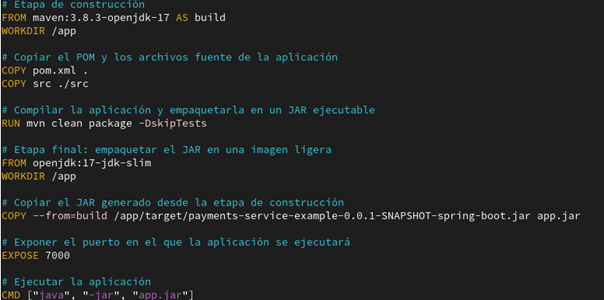 # Etapa de construcción
FROM maven:3.8.3-openjdk-17 AS build
WORKDIR /app
# Copiar el POM y los archivos fuente de la aplicación
COPY pom.xml .
COPY src ./src
# Compilar la aplicación y empaquetarla en un JAR ejecutable
RUN mvn clean package -DskipTests
# Etapa final: empaquetar el JAR en una imagen ligera
FROM openjdk:17-jdk-slim
WORKDIR /app
# Copiar el JAR generado desde la etapa de construcción
COPY --from=build /app/target/payments-service-example-0.0.1-SNAPSHOT-spring-boot.jar app.jar
# Exponer el puerto en el que la aplicación se ejecutará
EXPOSE 7000
# Ejecutar la aplicación
CMD ["java", "-jar", "app.jar"]